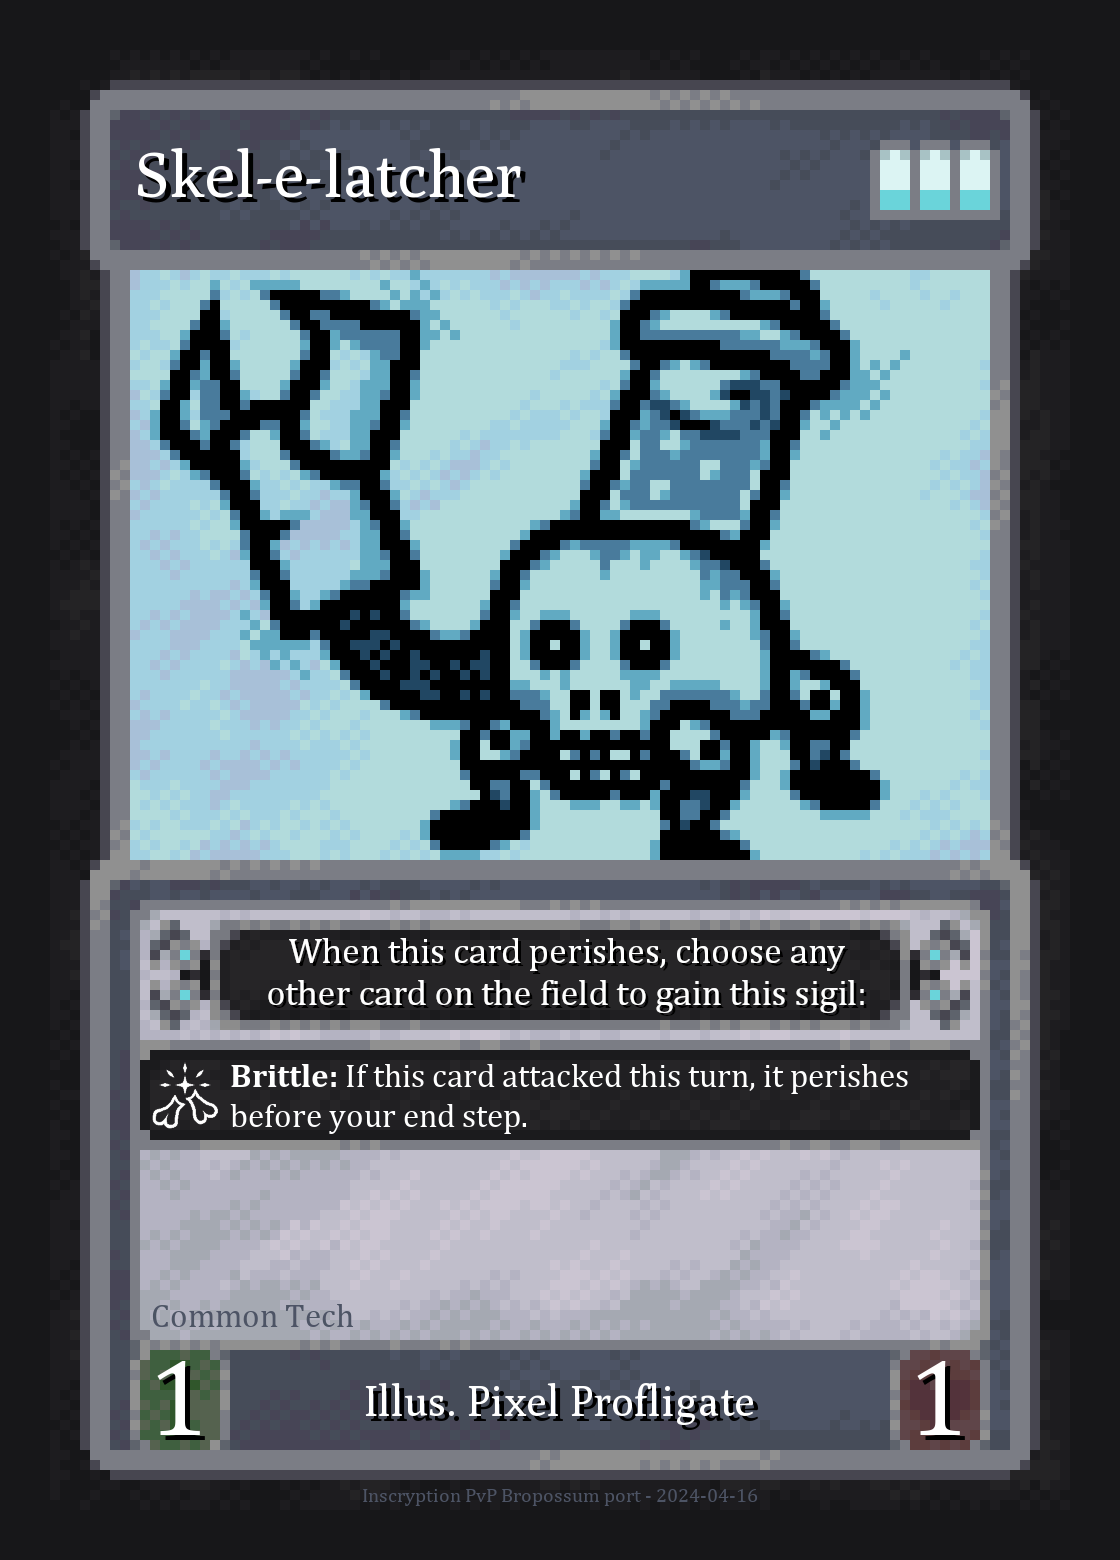 Skel-e-latcher
When this card perishes, choose any
other card on the field to gain this sigil:
Brittle: If this card attacked this turn, it perishes
before your end step.
Common Tech
1
Illus. Pixel Profligate
1
Inscryption PvP Bropossum port - 2024-04-16